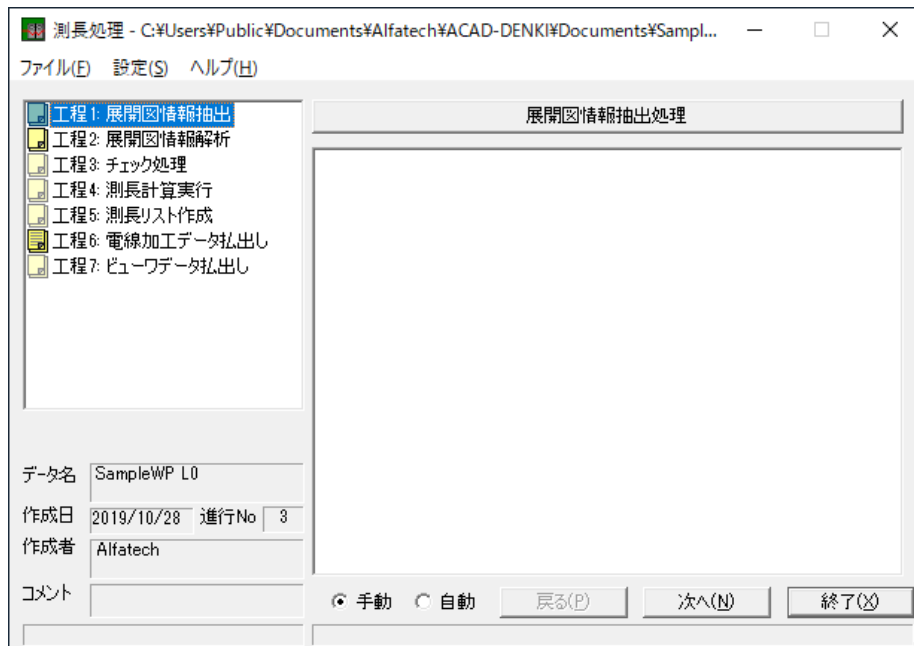 測長処理 - C:¥Users¥Public¥Documents¥Alfatech¥ACAD-DENKI¥Documents¥Sampl...
ファイル(F) 設定(S) ヘルプ(H)
工程1: 展開図情報抽出
工程2: 展開図情報解析
工程3: チェック処理
工程4: 測長計算実行
工程5: 測長リスト作成
工程6: 電線加工データ払出し
工程7: ビューワデータ払出し
展開図情報抽出処理
データ名 SampleWP L0
作成日 2019/10/28 進行No 3
作成者 Alfatech
コメント
手動 自動 戻る(P) 次へ(N) 終了(X)